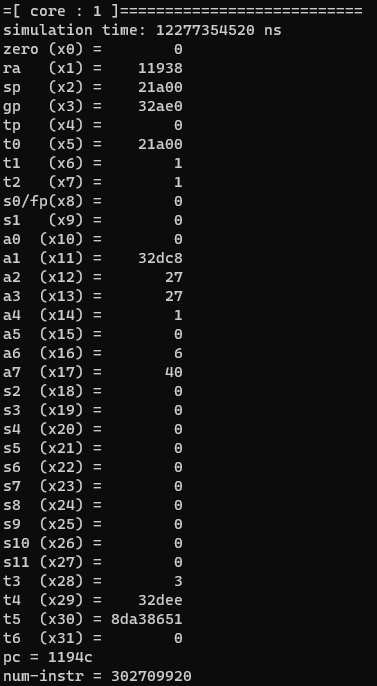 =[ core : 1 ]===========================
simulation time: 12277354520 ns
zero (x0) =        0
ra   (x1) =    11938
sp   (x2) =    21a00
gp   (x3) =    32ae0
tp   (x4) =        0
t0   (x5) =    21a00
t1   (x6) =        1
t2   (x7) =        1
s0/fp(x8) =        0
s1   (x9) =        0
a0  (x10) =        0
a1  (x11) =    32dc8
a2  (x12) =       27
a3  (x13) =       27
a4  (x14) =        1
a5  (x15) =        0
a6  (x16) =        6
a7  (x17) =       40
s2  (x18) =        0
s3  (x19) =        0
s4  (x20) =        0
s5  (x21) =        0
s6  (x22) =        0
s7  (x23) =        0
s8  (x24) =        0
s9  (x25) =        0
s10 (x26) =        0
s11 (x27) =        0
t3  (x28) =        3
t4  (x29) =    32dee
t5  (x30) = 8da38651
t6  (x31) =        0
pc = 1194c
num-instr = 302709920